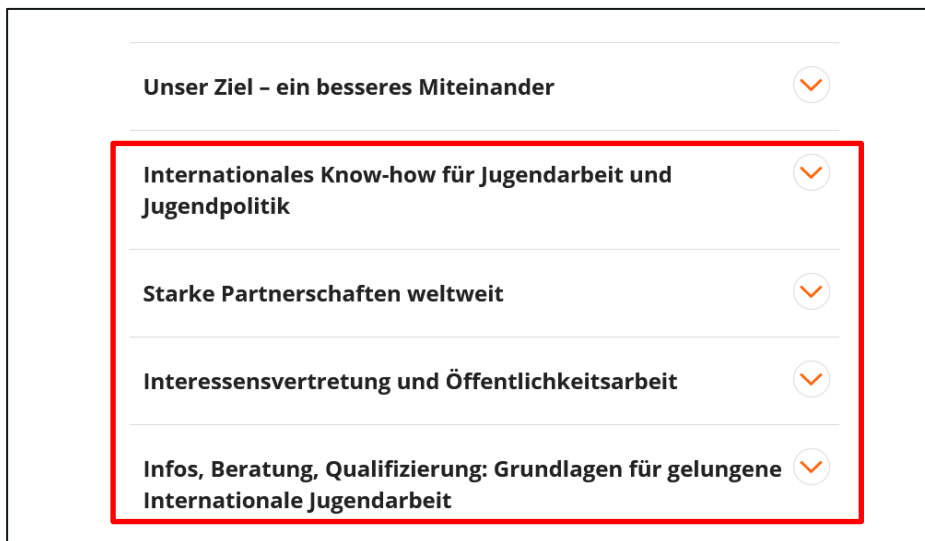 Unser Ziel – ein besseres Miteinander
Internationales Know-how für Jugendarbeit und
Jugendpolitik
Starke Partnerschaften weltweit
Interessensvertretung und Öffentlichkeitsarbeit
Infos, Beratung, Qualifizierung: Grundlagen für gelungene
Internationale Jugendarbeit